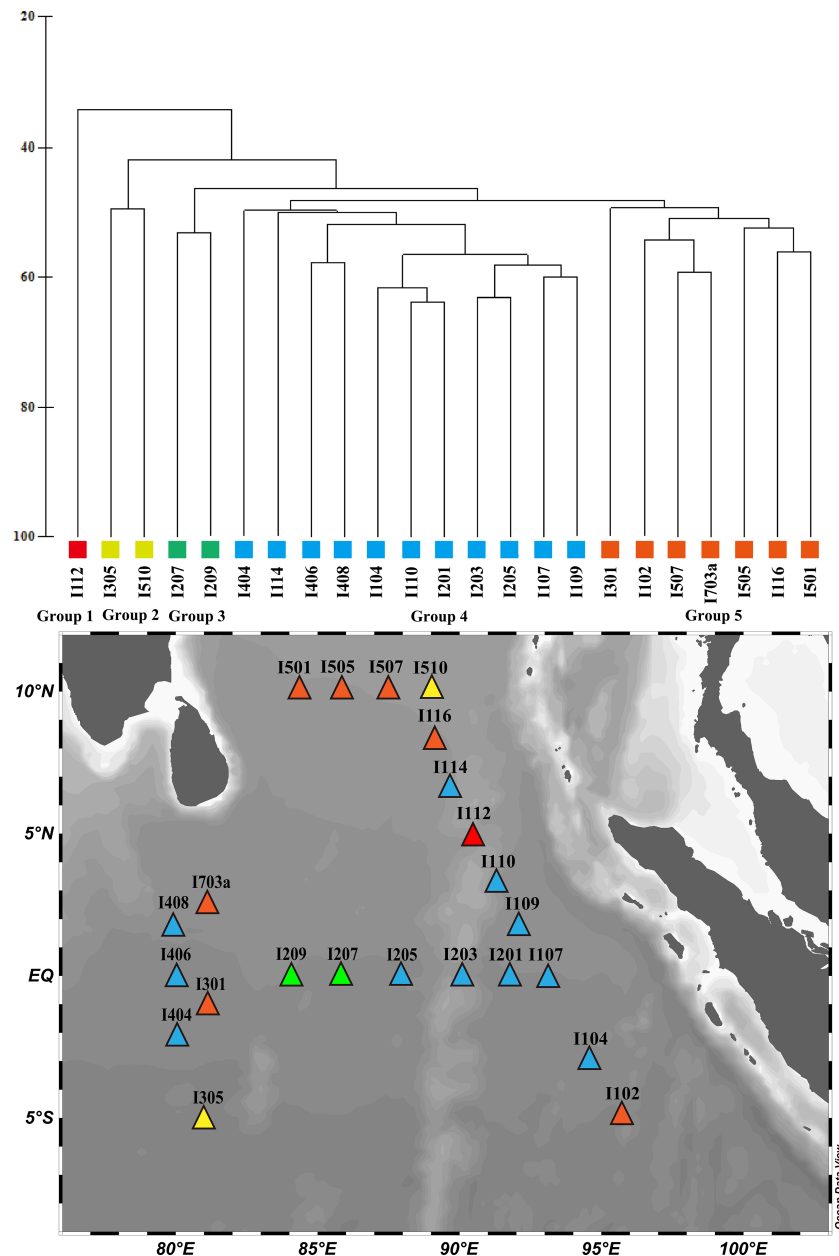 20
40
60
80
100
I112 I305 I510 I207 I209 I404 I114 I406 I408 I104 I110 I201 I203 I205 I107 I109 I301 I102 I507 I703a I505 I116 I501
Group 1 Group 2 Group 3 Group 4 Group 5
I501 I505 I507 I510
10°N
I116
I114
I112
5°N
I110
I703a
I408
I109
I406 I209 I207 I205 I203 I201 I107
EQ
I301
I404
I104
I305
I102
5°S
Ocean Data View
80°E 85°E 90°E 95°E 100°E